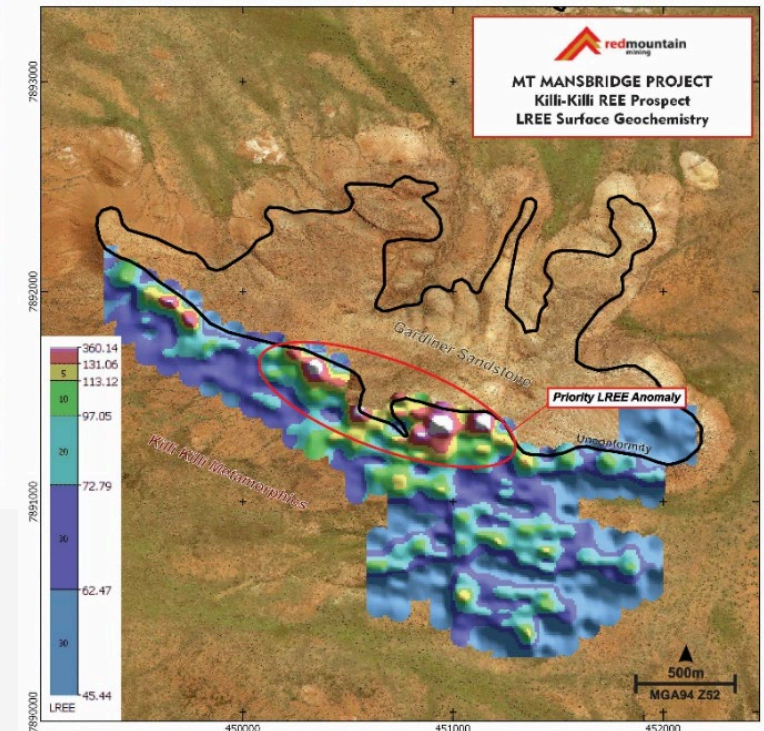 redmountain
mining
MT MANSBRIDGE PROJECT
Killi-Killi REE Prospect
LREE Surface Geochemistry
7893000
7892000
7891000
7890000
Gardiner Sandstone
Priority LREE Anomaly
Unconformity
Killi Killi Metamorphics
360.14
131.06
5
113.12
10
97.05
20
72.79
30
62.47
30
45.44
LREE
500m
MGA94 Z52
450000
451000
452000